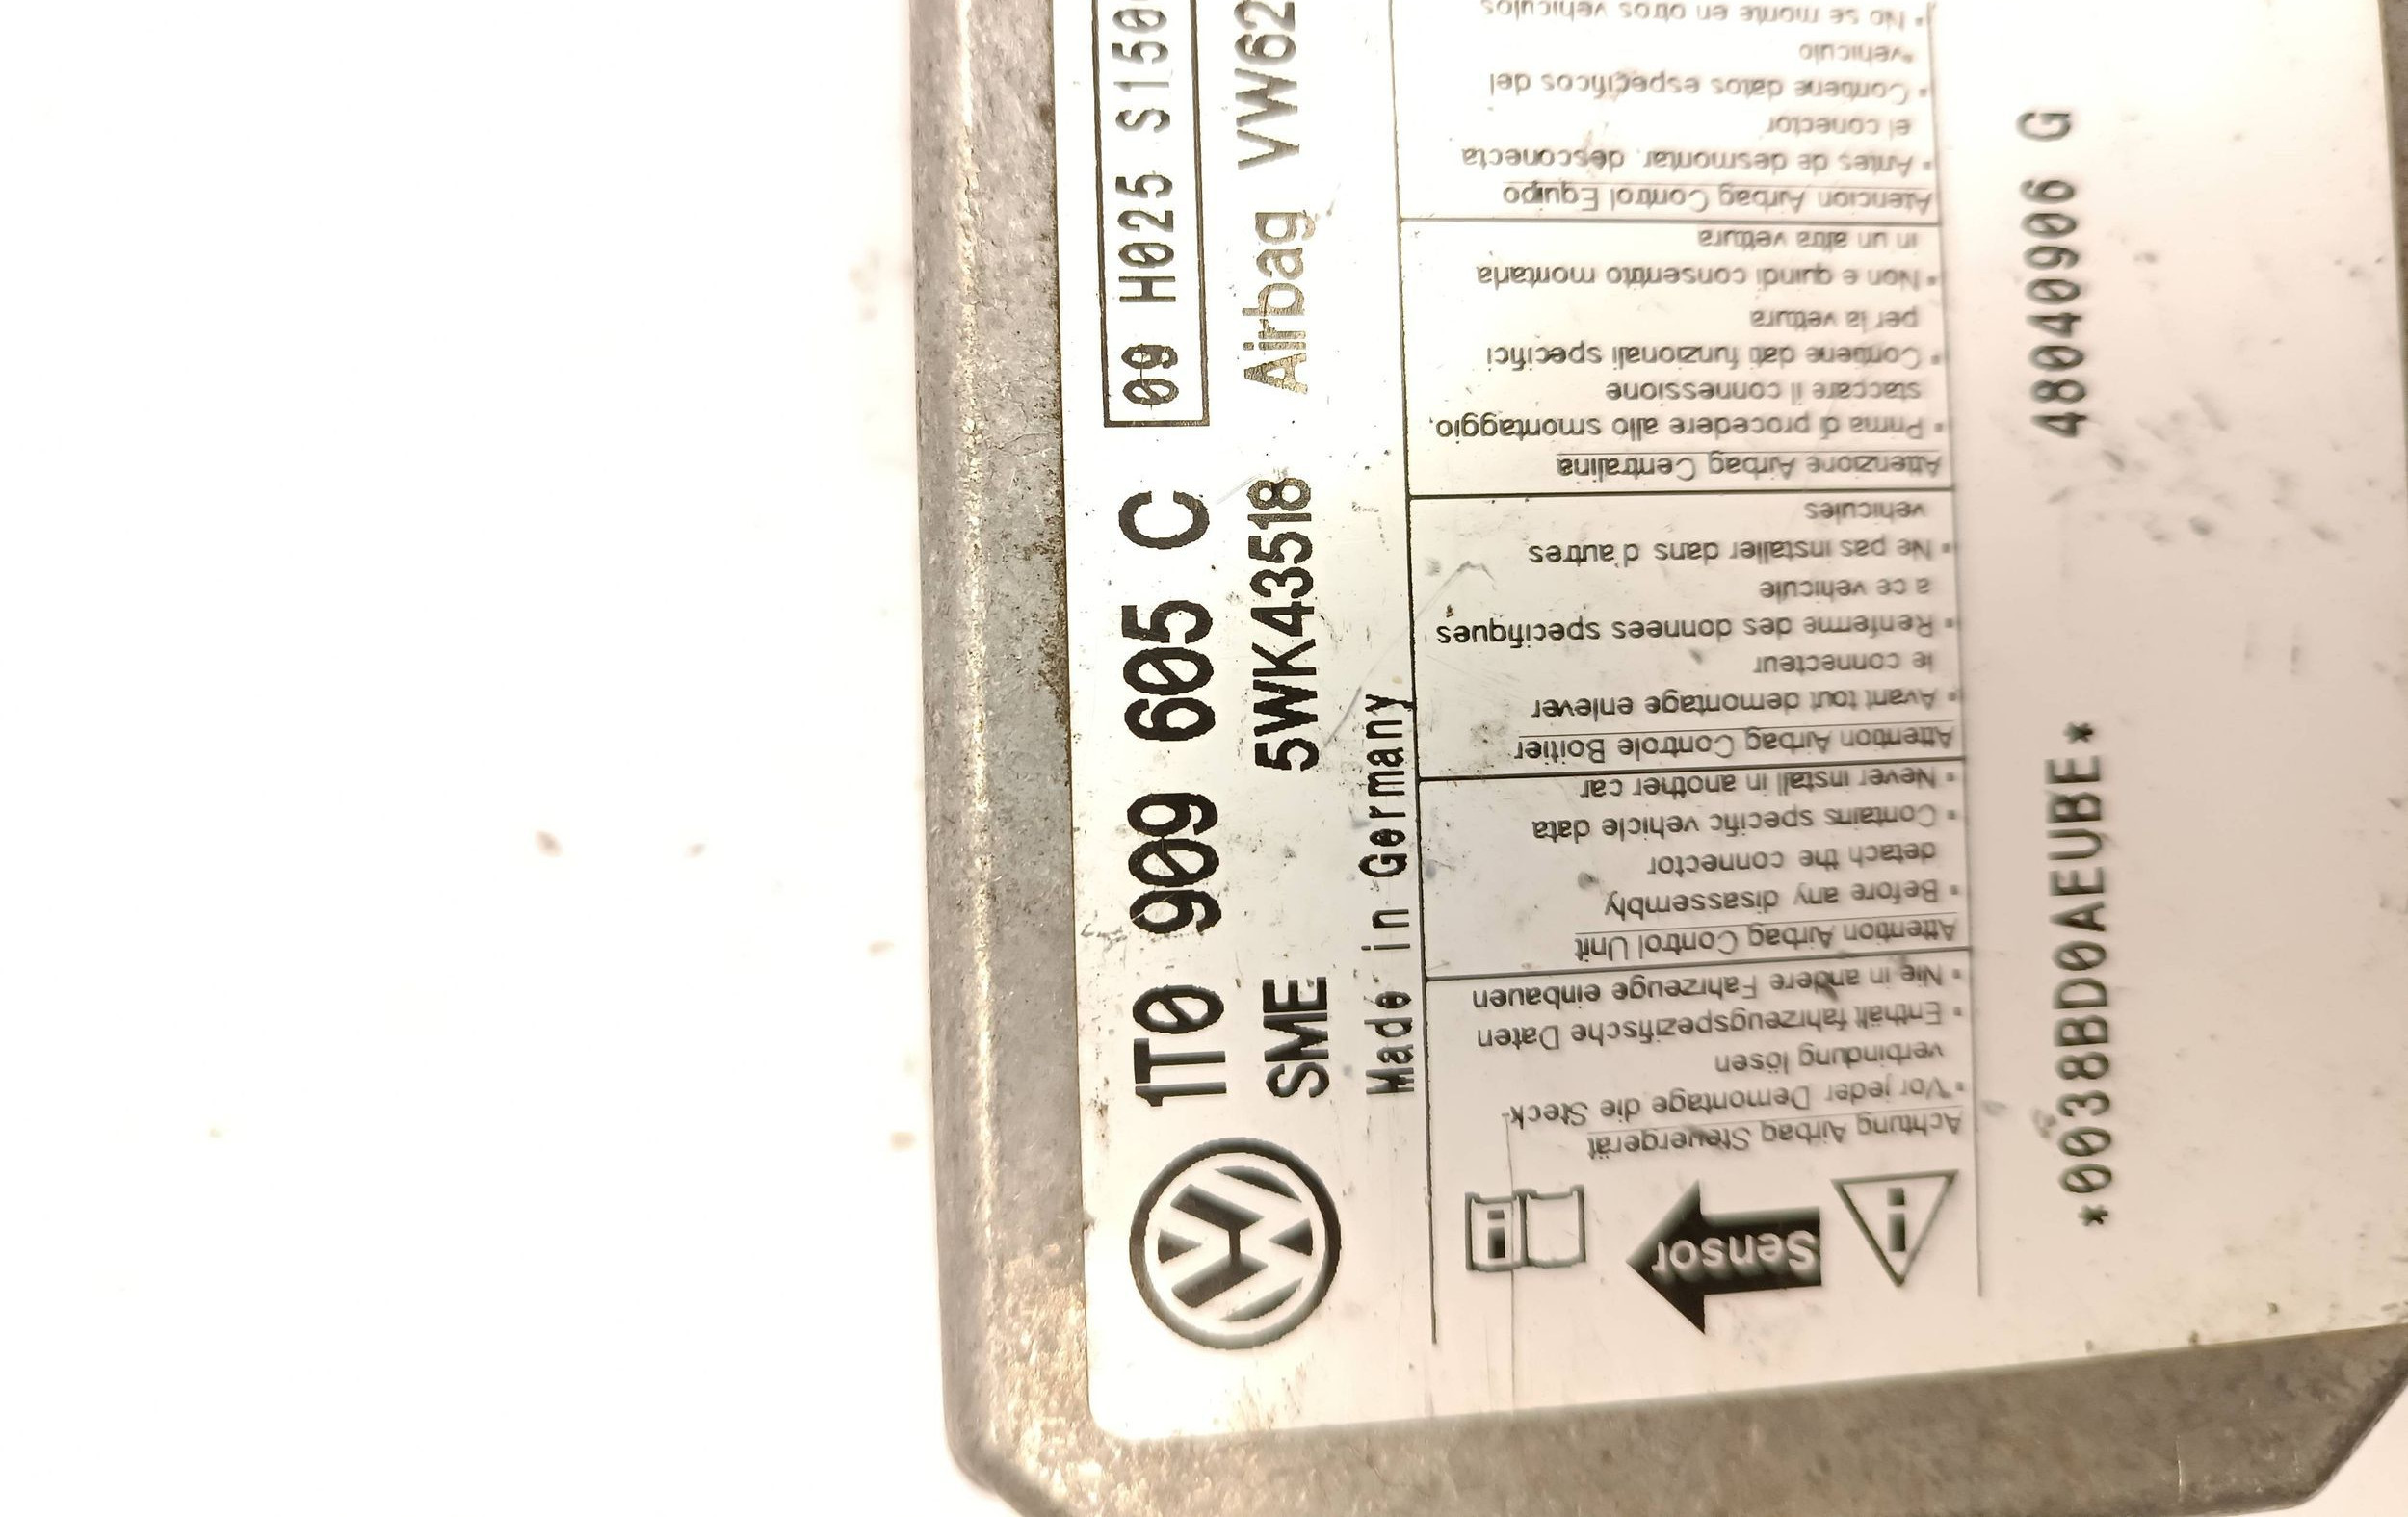 1T0 909 605 C 09 H025 S150
SME 5WK43518 Airbag VW62
Made in Germany
Sensor
Achtung Airbag Steuergerät
• Vor jeder Demontage die Steck-
verbindung lösen
• Enthält fahrzeugspezifische Daten
• Nie in andere Fahrzeuge einbauen
Attention Airbag Control Unit
• Before any disassembly
detach the connector
• Contains specific vehicle data
• Never install in another car
Attention Airbag Controle Boitier
• Avant tout demontage enlever
le connecteur
• Renferme des donnees specifiques
a ce vehicule
• Ne pas installer dans d'autres
vehicules
Attenzione Airbag Centralina
• Prima di procedere allo smontaggio,
staccare il connessione
• Contiene dati funzionali specifici
per la vettura
• Non e quindi consentito montarla
in un altra vettura
Atencion Airbag Control Equipo
• Antes de desmontar, desconecta
el conector
• Contiene datos especificos del
vehiculo
• No se monte en otros vehiculos
*0038BD0AEUBE* 48040906 G